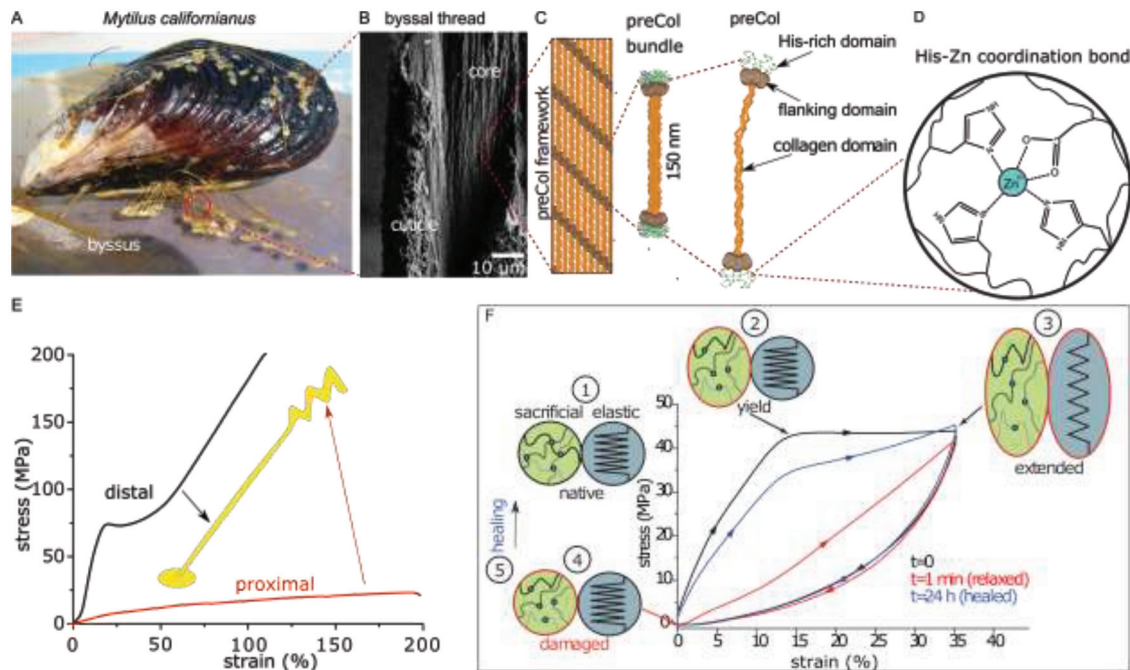 A
Mytilus californianus
byssus
B
byssal thread
core
cuticle
10 µm
C
preCol framework
preCol
bundle
150 nm
preCol
His-rich domain
flanking domain
collagen domain
D
His-Zn coordination bond
Zn
O
O
E
stress (MPa)
200
150
100
50
0
0
50
100
150
200
strain (%)
distal
proximal
F
1
sacrificial elastic
native
2
yield
3
extended
healing
5
4
damaged
stress (MPa)
50
40
30
20
10
0
0
5
10
15
20
25
30
35
40
strain (%)
t=0
t=1 min (relaxed)
t=24 h (healed)